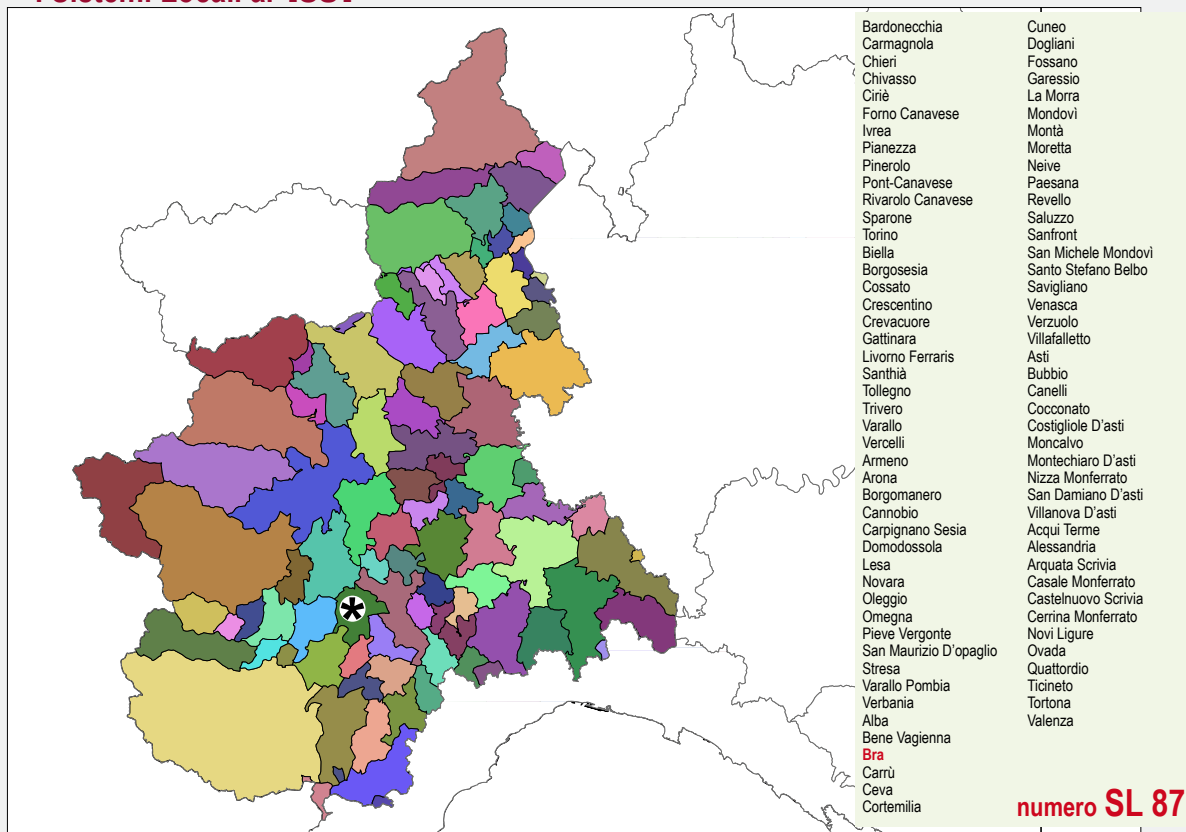 Bardonecchia
Carmagnola
Chieri
Chivasso
Ciriè
Forno Canavese
Ivrea
Pianezza
Pinerolo
Pont-Canavese
Rivarolo Canavese
Sparone
Torino
Biella
Borgosesia
Cossato
Crescentino
Crevacuore
Gattinara
Livorno Ferraris
Santhià
Tollegno
Trivero
Varallo
Vercelli
Armeno
Arona
Borgomanero
Cannobio
Carpignano Sesia
Domodossola
Lesa
Novara
Oleggio
Omegna
Pieve Vergonte
San Maurizio D'opaglio
Stresa
Varallo Pombia
Verbania
Alba
Bene Vagienna
Bra
Carrù
Ceva
Cortemilia
Cuneo
Dogliani
Fossano
Garessio
La Morra
Mondovì
Montà
Moretta
Neive
Paesana
Revello
Saluzzo
Sanfront
San Michele Mondovì
Santo Stefano Belbo
Savigliano
Venasca
Verzuolo
Villafalletto
Asti
Bubbio
Canelli
Cocconato
Costigliole D'asti
Moncalvo
Montechiaro D'asti
Nizza Monferrato
San Damiano D'asti
Villanova D'asti
Acqui Terme
Alessandria
Arquata Scrivia
Casale Monferrato
Castelnuovo Scrivia
Cerrina Monferrato
Novi Ligure
Ovada
Quattordio
Ticineto
Tortona
Valenza
numero SL 87